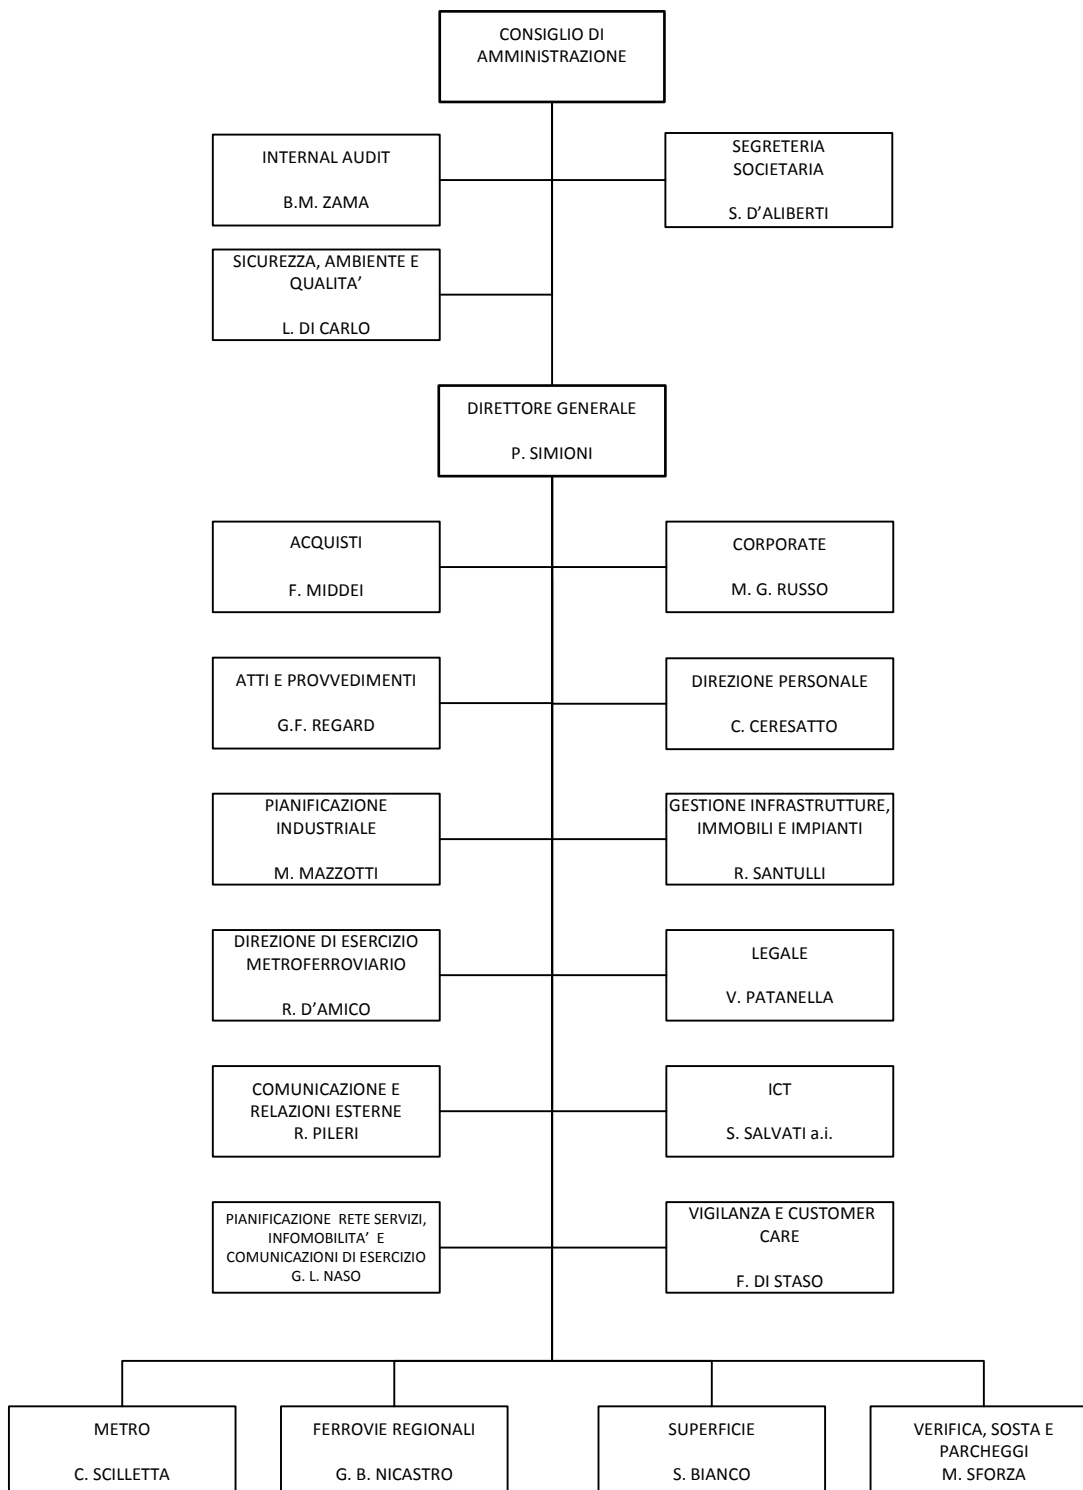 CONSIGLIO DI
AMMINISTRAZIONE
INTERNAL AUDIT
B.M. ZAMA
SEGRETERIA
SOCIETARIA
S. D’ALIBERTI
SICUREZZA, AMBIENTE E
QUALITA’
L. DI CARLO
DIRETTORE GENERALE
P. SIMIONI
ACQUISTI
F. MIDDEI
CORPORATE
M. G. RUSSO
ATTI E PROVVEDIMENTI
G.F. REGARD
DIREZIONE PERSONALE
C. CERESATTO
PIANIFICAZIONE
INDUSTRIALE
M. MAZZOTTI
GESTIONE INFRASTRUTTURE,
IMMOBILI E IMPIANTI
R. SANTULLI
DIREZIONE DI ESERCIZIO
METROFERROVIARIO
R. D’AMICO
LEGALE
V. PATANELLA
COMUNICAZIONE E
RELAZIONI ESTERNE
R. PILERI
ICT
S. SALVATI a.i.
PIANIFICAZIONE RETE SERVIZI,
INFOMOBILITA’ E
COMUNICAZIONI DI ESERCIZIO
G. L. NASO
VIGILANZA E CUSTOMER
CARE
F. DI STASO
METRO
C. SCILLETTA
FERROVIE REGIONALI
G. B. NICASTRO
SUPERFICIE
S. BIANCO
VERIFICA, SOSTA E
PARCHEGGI
M. SFORZA